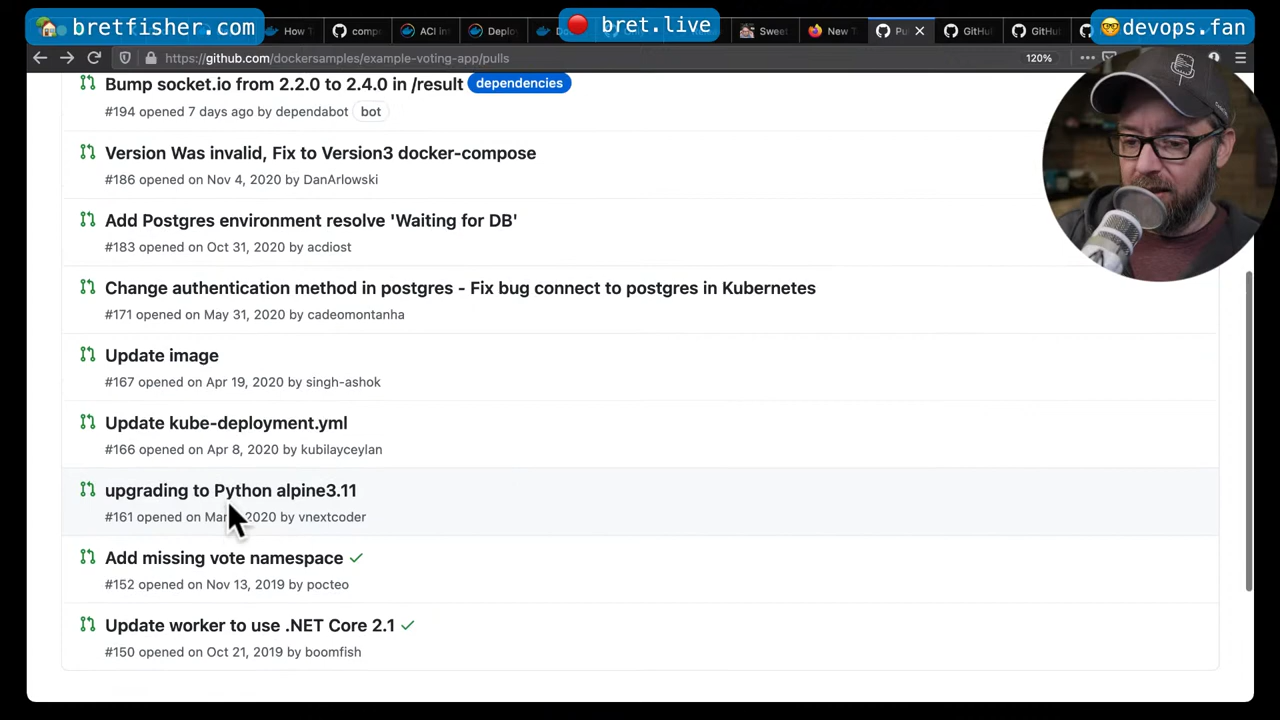 bretfisher.com
bret.live
devops.fan
How T
comp
ACI in
Deplo
Do
Sweet
New T
Pu
GitHu
GitHu
https://github.com/dockersamples/example-voting-app/pulls
120%
Bump socket.io from 2.2.0 to 2.4.0 in /result dependencies
#194 opened 7 days ago by dependabot bot
Version Was invalid, Fix to Version3 docker-compose
#186 opened on Nov 4, 2020 by DanArlowski
Add Postgres environment resolve 'Waiting for DB'
#183 opened on Oct 31, 2020 by acdiost
Change authentication method in postgres - Fix bug connect to postgres in Kubernetes
#171 opened on May 31, 2020 by cadeomontanha
Update image
#167 opened on Apr 19, 2020 by singh-ashok
Update kube-deployment.yml
#166 opened on Apr 8, 2020 by kubilayceylan
upgrading to Python alpine3.11
#161 opened on Mar 2020 by vnextcoder
Add missing vote namespace
#152 opened on Nov 13, 2019 by pocteo
Update worker to use .NET Core 2.1
#150 opened on Oct 21, 2019 by boomfish